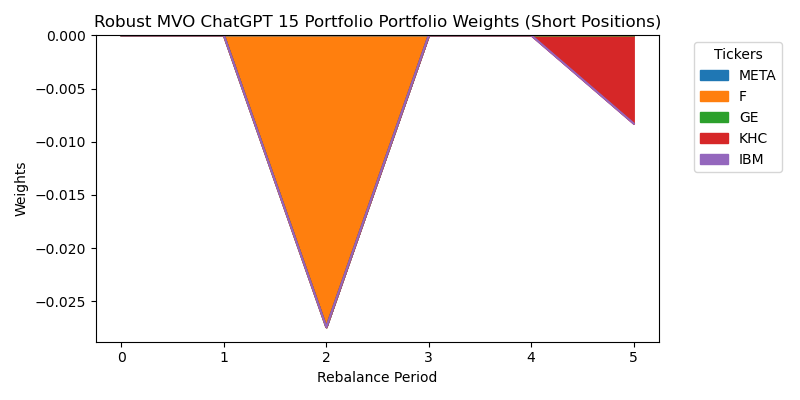 Robust MVO ChatGPT 15 Portfolio Portfolio Weights (Short Positions)
0.000
−0.005
−0.010
−0.015
−0.020
−0.025
Weights
0 1 2 3 4 5
Rebalance Period
Tickers
META
F
GE
KHC
IBM